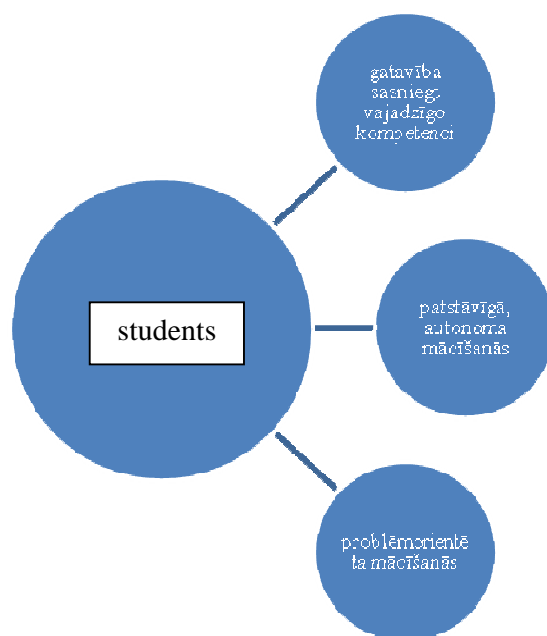 gatavība
sasniegt
vajadzīgo
kompetenci
students
patstāvīgā,
autonoma
mācīšanās
problēmorientē
ta mācīšanās